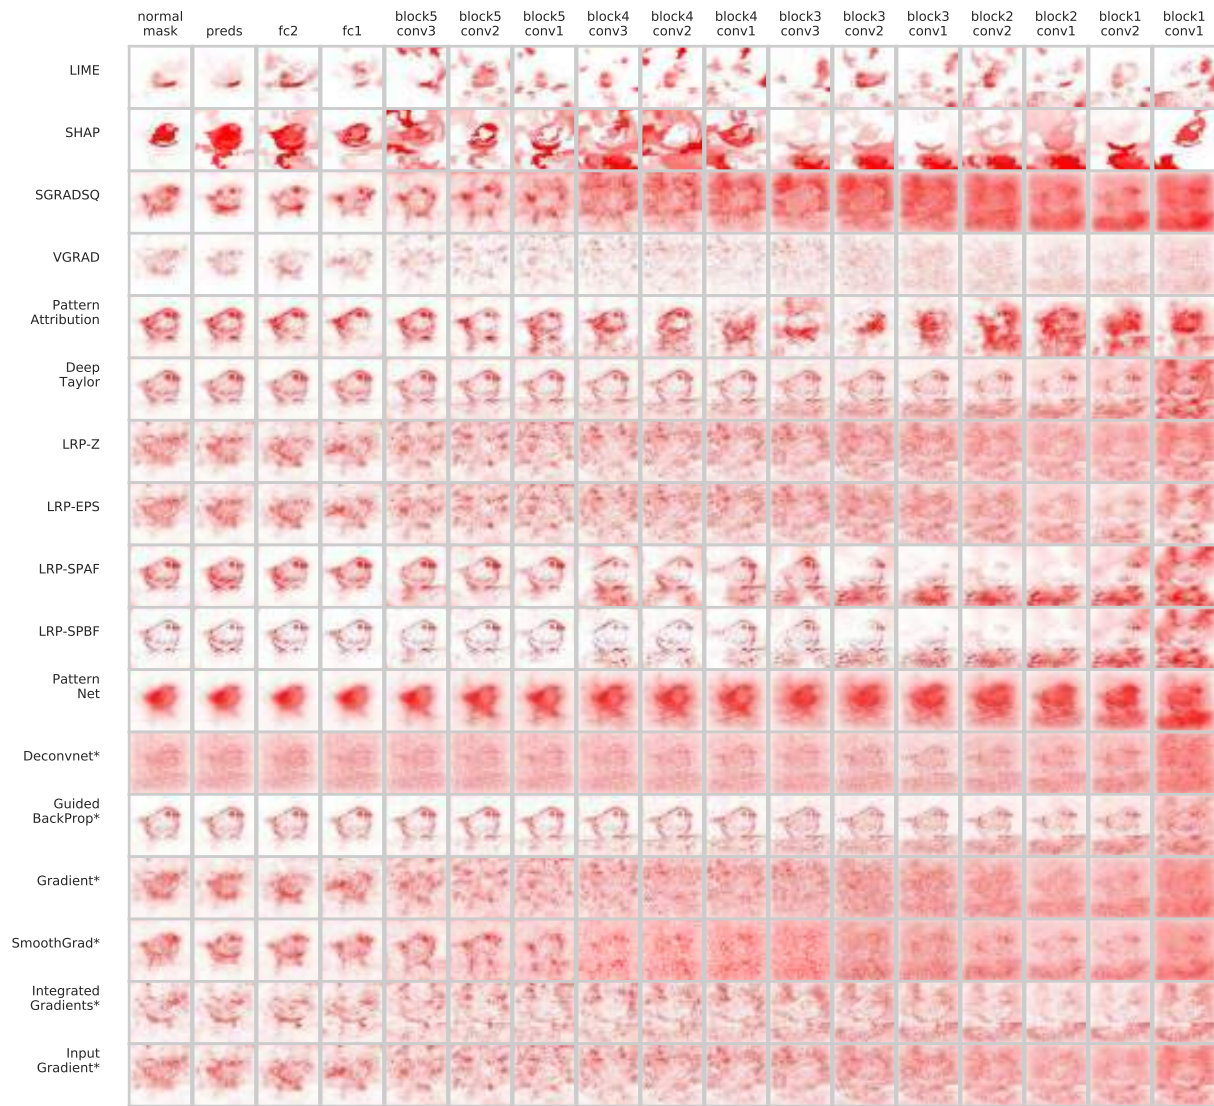 normal mask
preds
fc2
fc1
block5 conv3
block5 conv2
block5 conv1
block4 conv3
block4 conv2
block4 conv1
block3 conv3
block3 conv2
block3 conv1
block2 conv2
block2 conv1
block1 conv2
block1 conv1
LIME
SHAP
SGRADSQ
VGRAD
Pattern
Attribution
Deep
Taylor
LRP-Z
LRP-EPS
LRP-SPAF
LRP-SPBF
Pattern
Net
Deconvnet*
Guided
BackProp*
Gradient*
SmoothGrad*
Integrated
Gradients*
Input
Gradient*